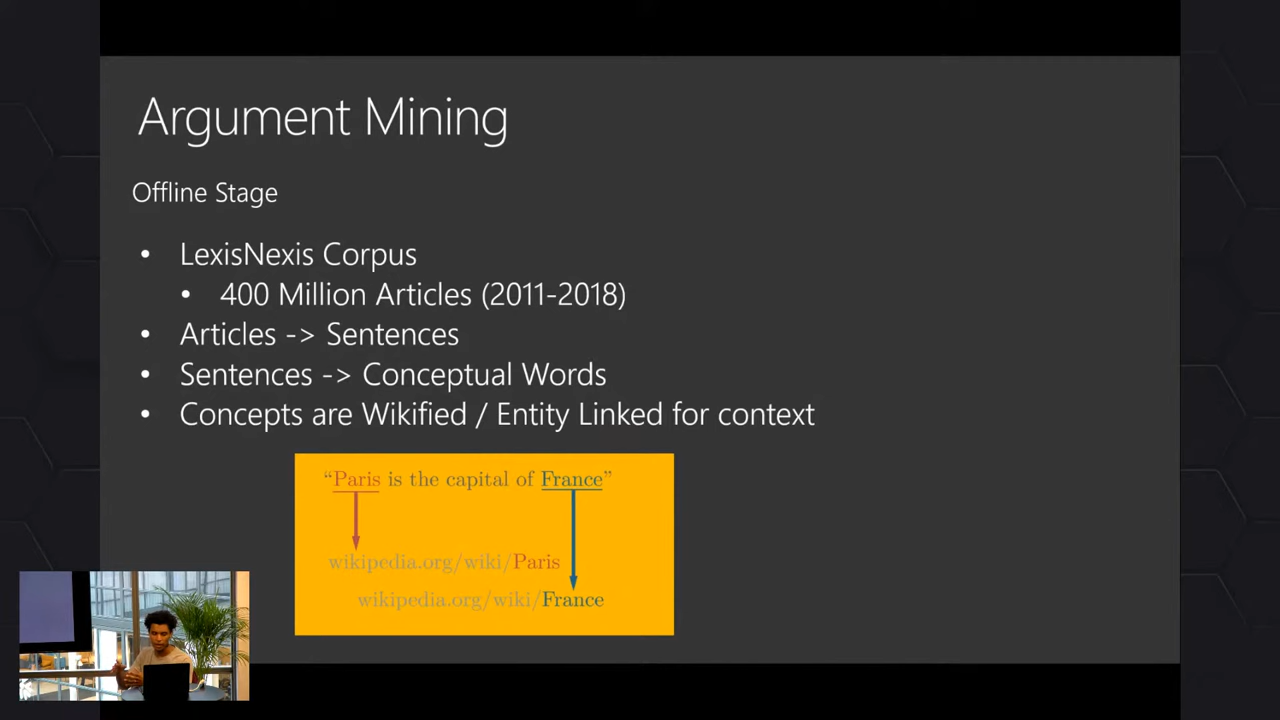 Argument Mining
Offline Stage
• LexisNexis Corpus
• 400 Million Articles (2011-2018)
• Articles -> Sentences
• Sentences -> Conceptual Words
• Concepts are Wikified / Entity Linked for context
“Paris is the capital of France”
wikipedia.org/wiki/Paris
wikipedia.org/wiki/France